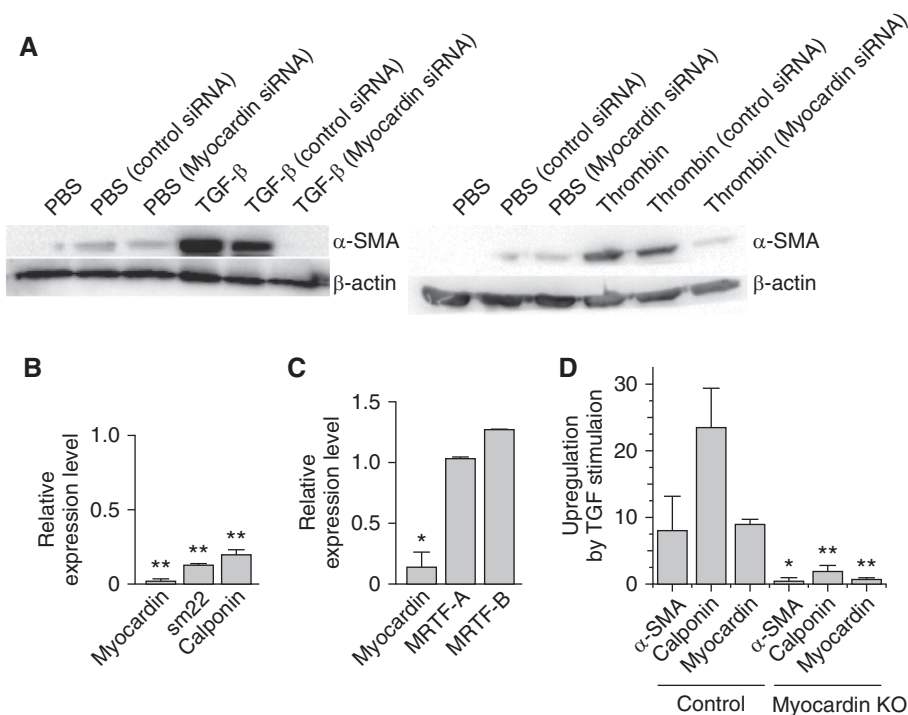 A
PBS
PBS (control siRNA)
PBS (Myocardin siRNA)
TGF-β
TGF-β (control siRNA)
TGF-β (Myocardin siRNA)
α-SMA
β-actin
PBS
PBS (control siRNA)
PBS (Myocardin siRNA)
Thrombin
Thrombin (control siRNA)
Thrombin (Myocardin siRNA)
α-SMA
β-actin
B
Relative
expression level
1.0
0.5
0
**
**
**
Myocardin
sm22
Calponin
C
Relative
expression level
1.5
1.0
0.5
0
*
Myocardin
MRTF-A
MRTF-B
D
Upregulation
by TGF stimulaion
30
20
10
0
*
**
**
α-SMA
Calponin
Myocardin
α-SMA
Calponin
Myocardin
Control
Myocardin KO